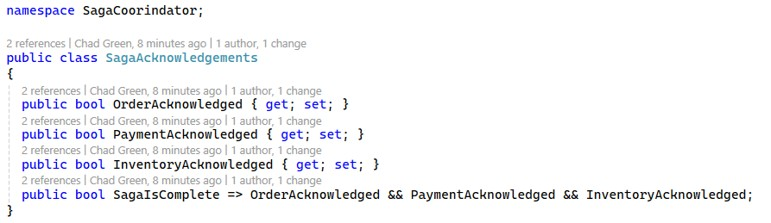 namespace SagaCoorindator;
2 references | Chad Green, 8 minutes ago | 1 author, 1 change
public class SagaAcknowledgements
{
2 references | Chad Green, 8 minutes ago | 1 author, 1 change
public bool OrderAcknowledged { get; set; }
2 references | Chad Green, 8 minutes ago | 1 author, 1 change
public bool PaymentAcknowledged { get; set; }
2 references | Chad Green, 8 minutes ago | 1 author, 1 change
public bool InventoryAcknowledged { get; set; }
2 references | Chad Green, 8 minutes ago | 1 author, 1 change
public bool SagaIsComplete => OrderAcknowledged && PaymentAcknowledged && InventoryAcknowledged;
}